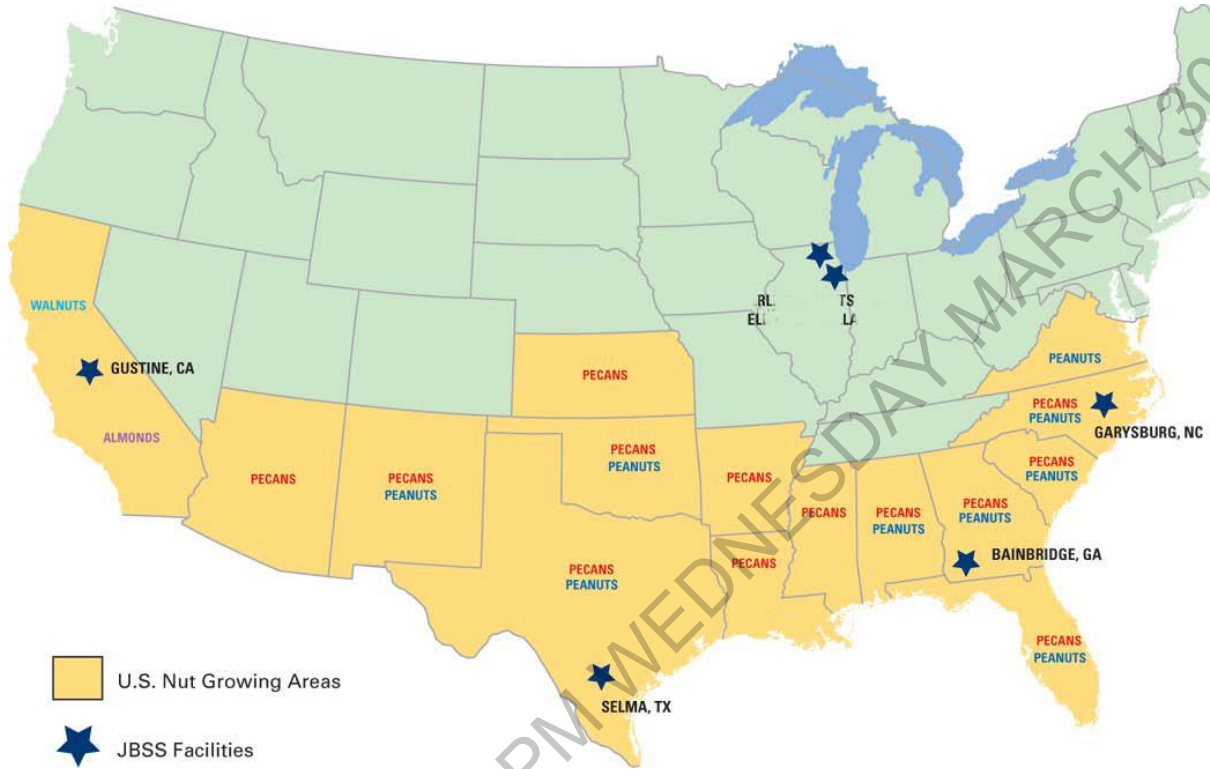 WALNUTS
GUSTINE, CA
ALMONDS
PECANS
PECANS
PEANUTS
PECANS
PECANS
PEANUTS
PECANS
PEANUTS
PECANS
PECANS
PECANS
PECANS
PEANUTS
PECANS
PEANUTS
PECANS
PEANUTS
PECANS
PEANUTS
PEANUTS
PECANS
PEANUTS
GARYSBURG, NC
BAINBRIDGE, GA
SELMA, TX
U.S. Nut Growing Areas
JBSS Facilities
PM WEDNESDAY MARCH 30